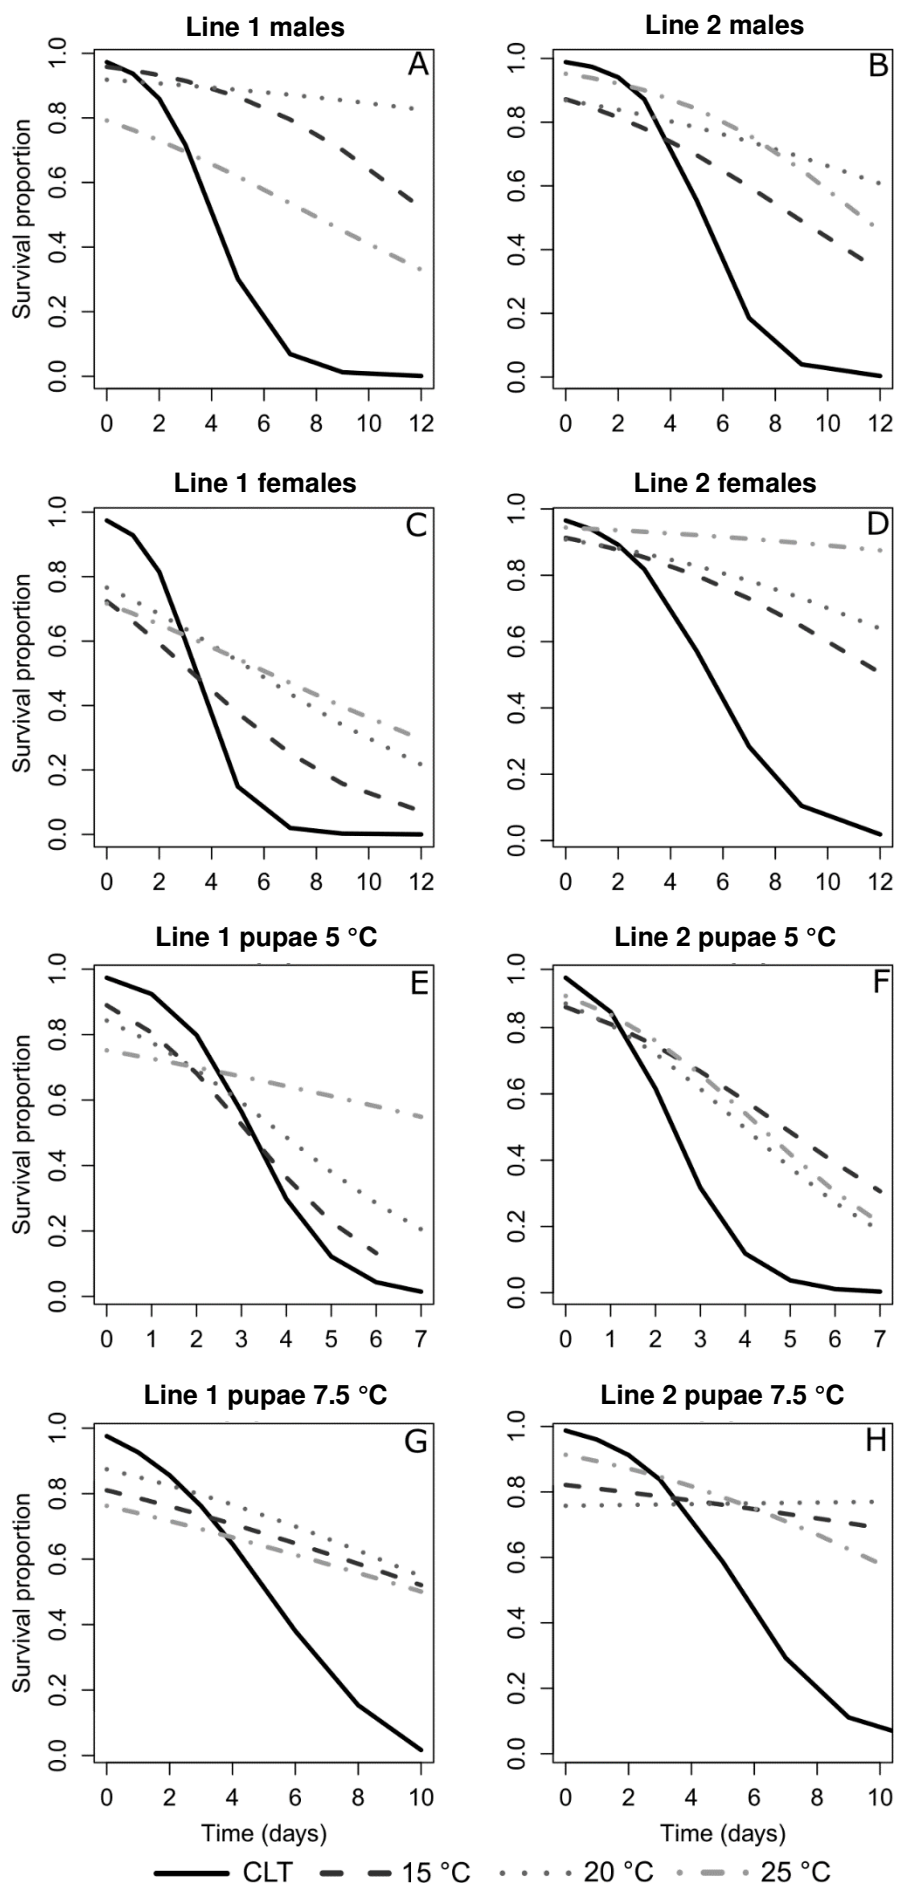 Line 1 males
Line 2 males
A
B
Survival proportion
0.0 0.2 0.4 0.6 0.8 1.0
0.0 0.2 0.4 0.6 0.8 1.0
0 2 4 6 8 10 12
0 2 4 6 8 10 12
Line 1 females
Line 2 females
C
D
Survival proportion
0.0 0.2 0.4 0.6 0.8 1.0
0.0 0.2 0.4 0.6 0.8 1.0
0 2 4 6 8 10 12
0 2 4 6 8 10 12
Line 1 pupae 5 °C
Line 2 pupae 5 °C
E
F
Survival proportion
0.0 0.2 0.4 0.6 0.8 1.0
0.0 0.2 0.4 0.6 0.8 1.0
0 1 2 3 4 5 6 7
0 1 2 3 4 5 6 7
Line 1 pupae 7.5 °C
Line 2 pupae 7.5 °C
G
H
Survival proportion
0.0 0.2 0.4 0.6 0.8 1.0
0.0 0.2 0.4 0.6 0.8 1.0
0 2 4 6 8 10
0 2 4 6 8 10
Time (days)
Time (days)
CLT 15 °C 20 °C 25 °C